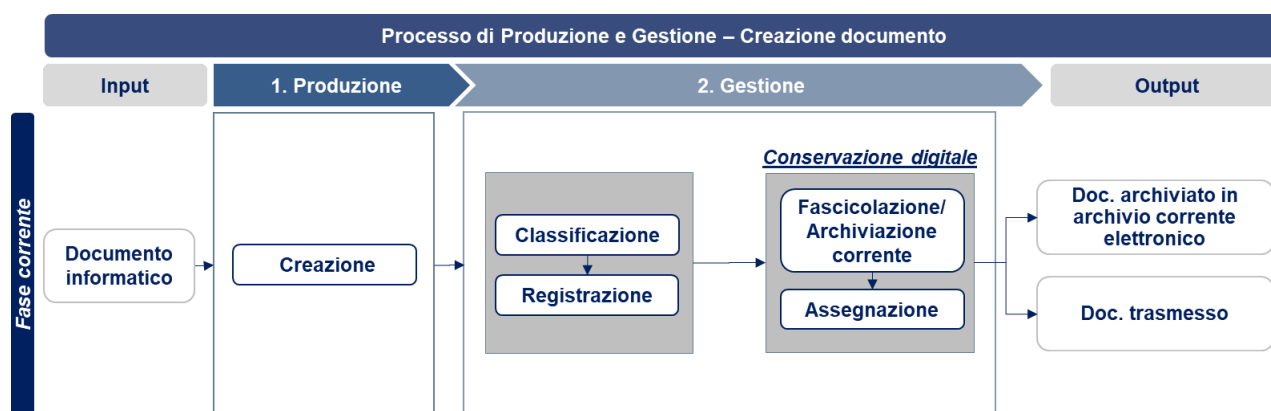 Processo di Produzione e Gestione – Creazione documento
Input
1. Produzione
2. Gestione
Output
Fase corrente
Documento
informatico
Creazione
Classificazione
Registrazione
Conservazione digitale
Fascicolazione/
Archiviazione
corrente
Assegnazione
Doc. archiviato in
archivio corrente
elettronico
Doc. trasmesso